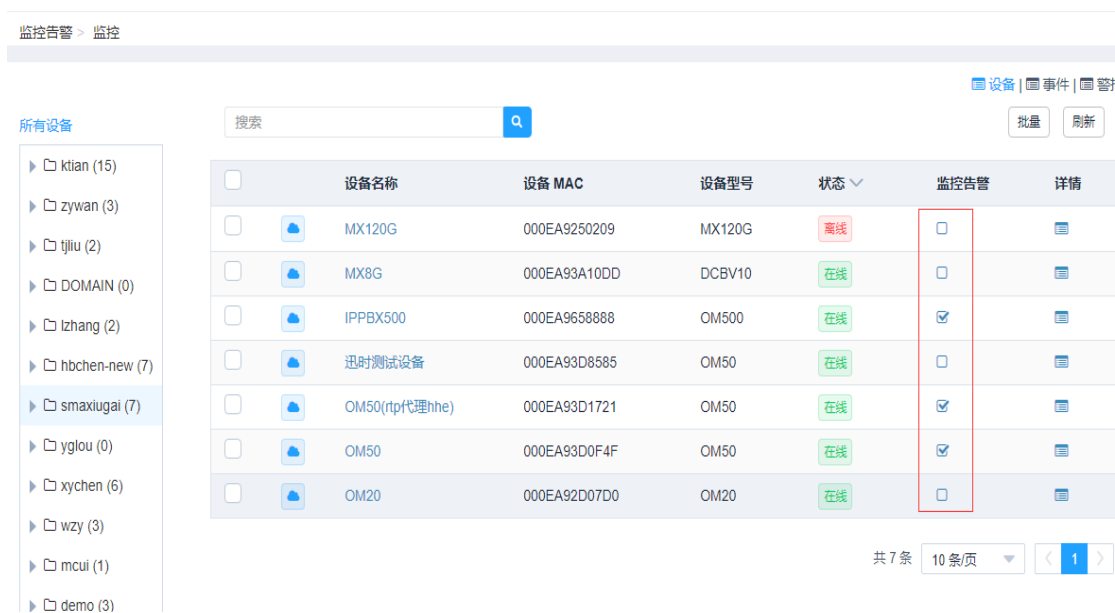 监控告警 > 监控
设备 | 事件 | 警
所有设备
搜索
批量 刷新
ktian (15)
zywan (3)
tjliu (2)
DOMAIN (0)
lzhang (2)
hbchen-new (7)
smaxiugai (7)
yglou (0)
xychen (6)
wzy (3)
mcui (1)
demo (3)
设备名称 设备 MAC 设备型号 状态 监控告警 详情
MX120G 000EA9250209 MX120G 离线
MX8G 000EA93A10DD DCBV10 在线
IPPBX500 000EA9658888 OM500 在线
迅时测试设备 000EA93D8585 OM50 在线
OM50(rtp代理hhe) 000EA93D1721 OM50 在线
OM50 000EA93D0F4F OM50 在线
OM20 000EA92D07D0 OM20 在线
共 7 条 10 条/页 < 1 >